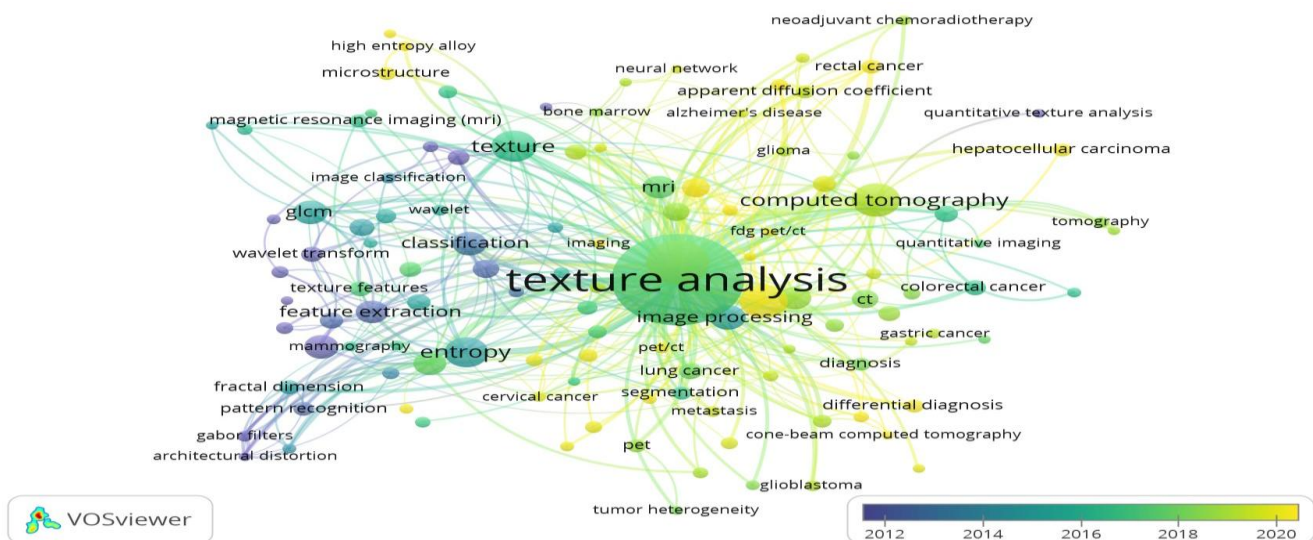 neoadjuvant chemoradiotherapy
high entropy alloy
rectal cancer
neural network
microstructure
apparent diffusion coefficient
bone marrow
alzheimer's disease
quantitative texture analysis
magnetic resonance imaging (mri)
texture
glioma
hepatocellular carcinoma
image classification
mri
computed tomography
glcm
wavelet
tomography
fdg pet/ct
classification
imaging
quantitative imaging
wavelet transform
texture analysis
texture features
colorectal cancer
ct
feature extraction
image processing
gastric cancer
mammography
entropy
pet/ct
diagnosis
lung cancer
fractal dimension
segmentation
cervical cancer
differential diagnosis
pattern recognition
metastasis
gabor filters
cone-beam computed tomography
pet
architectural distortion
glioblastoma
tumor heterogeneity
VOSviewer
2012 2014 2016 2018 2020